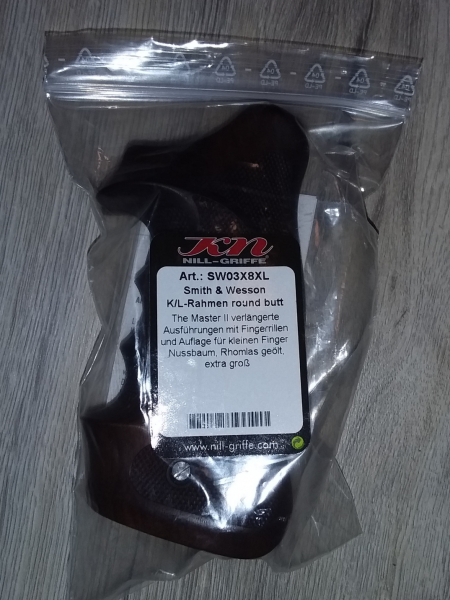 KN
NILL-GRIFFE®
Art.: SW03X8XL
Smith & Wesson
K/L-Rahmen round butt
The Master II verlängerte
Ausführungen mit Fingerrillen
und Auflage für kleinen Finger
Nussbaum, Rhomlas geölt,
extra groß
www.nill-griffe.com